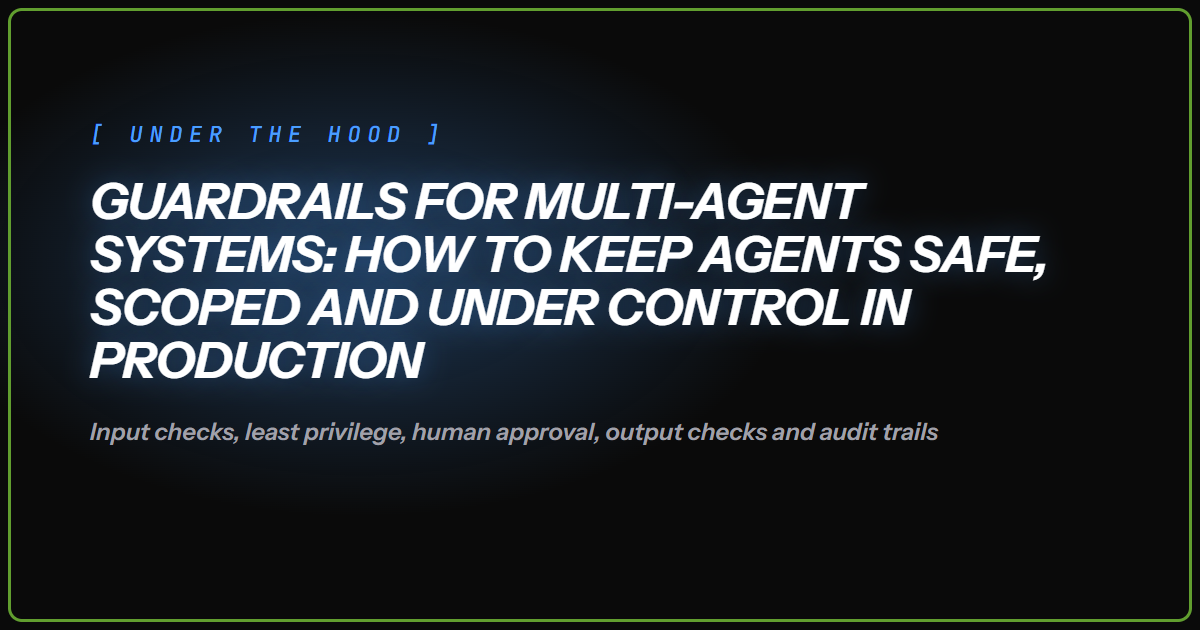 [ UNDER THE HOOD ]
GUARDRAILS FOR MULTI-AGENT
SYSTEMS: HOW TO KEEP AGENTS SAFE,
SCOPED AND UNDER CONTROL IN
PRODUCTION
Input checks, least privilege, human approval, output checks and audit trails